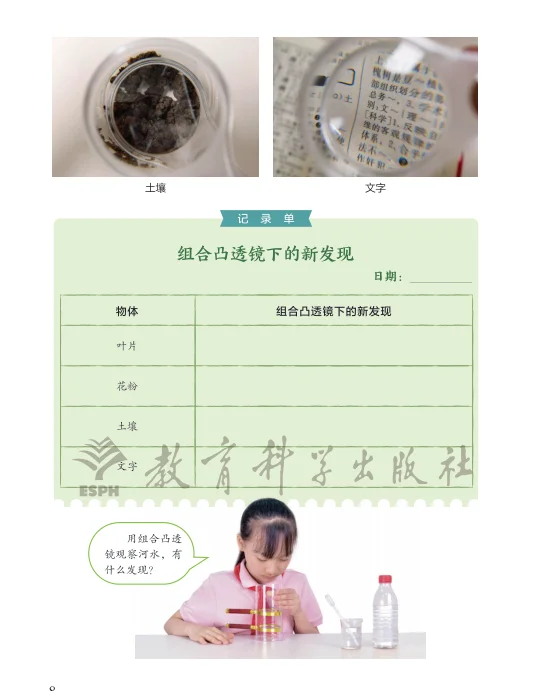 土壤
文字
记 录 单
组合凸透镜下的新发现
日期：
物体
组合凸透镜下的新发现
叶片
花粉
土壤
文字
ESPH
教育科学出版社
用组合凸透
镜观察河水，有
什么发现？